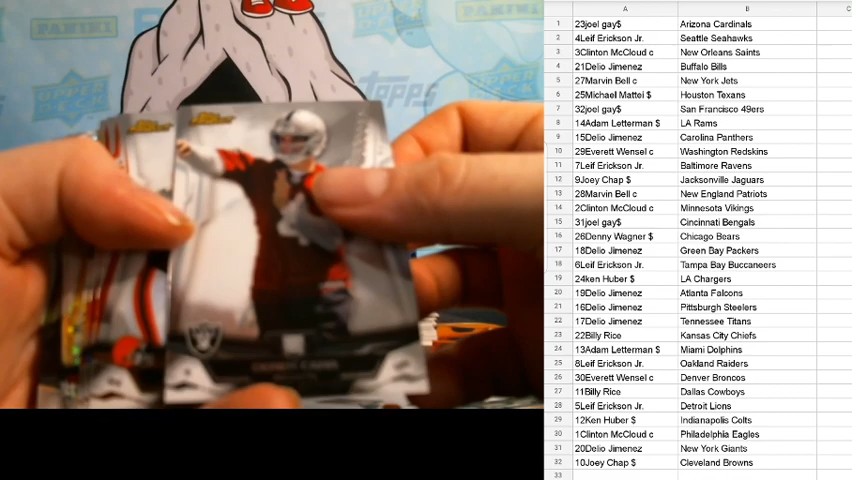 PANINI
UPPER DECK
TOPPS
UPPER DECK
A B C
1 23joel gay$ Arizona Cardinals
2 4Leif Erickson Jr. Seattle Seahawks
3 3Clinton McCloud c New Orleans Saints
4 21Delio Jimenez Buffalo Bills
5 27Marvin Bell c New York Jets
6 25Michael Mattei $ Houston Texans
7 32joel gay$ San Francisco 49ers
8 14Adam Letterman $ LA Rams
9 15Delio Jimenez Carolina Panthers
10 29Everett Wensel c Washington Redskins
11 7Leif Erickson Jr. Baltimore Ravens
12 9Joey Chap $ Jacksonville Jaguars
13 28Marvin Bell c New England Patriots
14 2Clinton McCloud c Minnesota Vikings
15 31joel gay$ Cincinnati Bengals
16 26Denny Wagner $ Chicago Bears
17 18Delio Jimenez Green Bay Packers
18 6Leif Erickson Jr. Tampa Bay Buccaneers
19 24ken Huber $ LA Chargers
20 19Delio Jimenez Atlanta Falcons
21 16Delio Jimenez Pittsburgh Steelers
22 17Delio Jimenez Tennessee Titans
23 22Billy Rice Kansas City Chiefs
24 13Adam Letterman $ Miami Dolphins
25 8Leif Erickson Jr. Oakland Raiders
26 30Everett Wensel c Denver Broncos
27 11Billy Rice Dallas Cowboys
28 5Leif Erickson Jr. Detroit Lions
29 12Ken Huber $ Indianapolis Colts
30 1Clinton McCloud c Philadelphia Eagles
31 20Delio Jimenez New York Giants
32 10Joey Chap $ Cleveland Browns
33